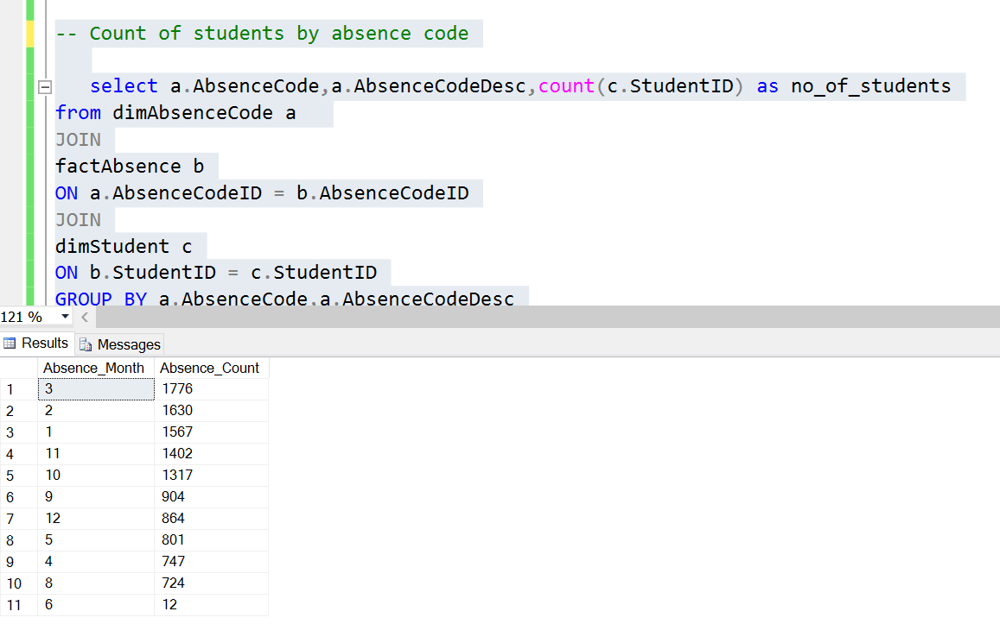 -- Count of students by absence code
select a.AbsenceCode,a.AbsenceCodeDesc,count(c.StudentID) as no_of_students
from dimAbsenceCode a
JOIN
factAbsence b
ON a.AbsenceCodeID = b.AbsenceCodeID
JOIN
dimStudent c
ON b.StudentID = c.StudentID
GROUP BY a.AbsenceCode,a.AbsenceCodeDesc
121 %
Results Messages
Absence_Month Absence_Count
1 3 1776
2 2 1630
3 1 1567
4 11 1402
5 10 1317
6 9 904
7 12 864
8 5 801
9 4 747
10 8 724
11 6 12